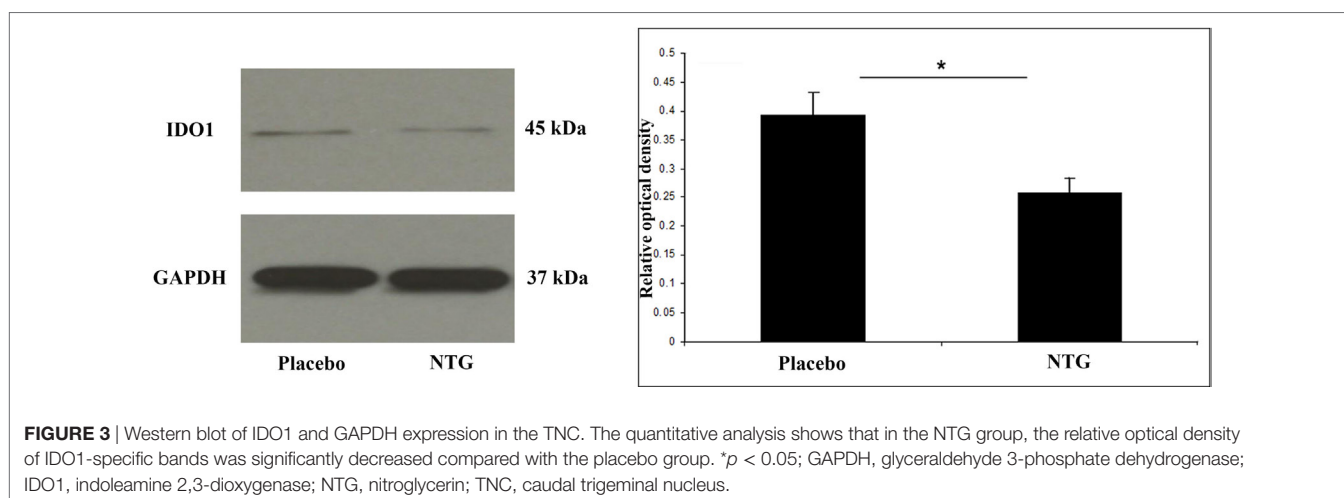 IDO1
45 kDa
GAPDH
37 kDa
Placebo NTG
Relative optical density
0.5
0.45
0.4
0.35
0.3
0.25
0.2
0.15
0.1
0.05
0
*
Placebo NTG
FIGURE 3 | Western blot of IDO1 and GAPDH expression in the TNC. The quantitative analysis shows that in the NTG group, the relative optical density
of IDO1-specific bands was significantly decreased compared with the placebo group. *p < 0.05; GAPDH, glyceraldehyde 3-phosphate dehydrogenase;
IDO1, indoleamine 2,3-dioxygenase; NTG, nitroglycerin; TNC, caudal trigeminal nucleus.